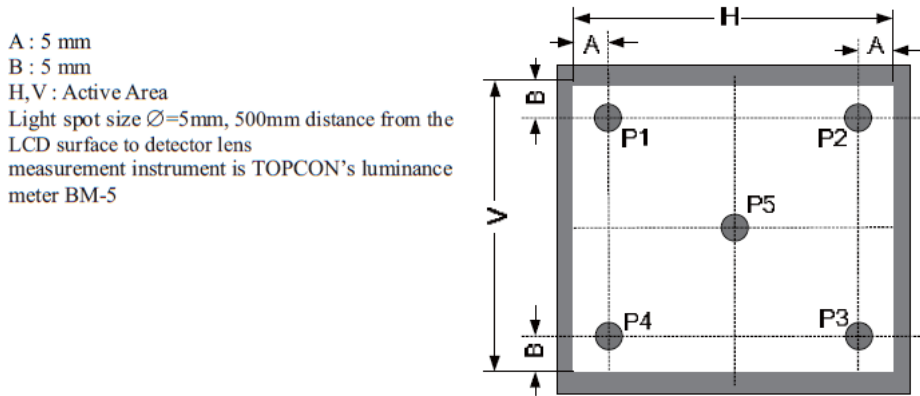 A : 5 mm
B : 5 mm
H,V : Active Area
Light spot size ∅=5mm, 500mm distance from the
LCD surface to detector lens
measurement instrument is TOPCON's luminance
meter BM-5
H
A
A
B
P1
P2
P5
V
P4
P3
B